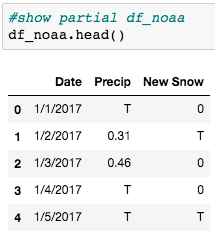 #show partial df_noaa
df_noaa.head()
Date Precip New Snow
0 1/1/2017 T 0
1 1/2/2017 0.31 T
2 1/3/2017 0.46 0
3 1/4/2017 T 0
4 1/5/2017 T T